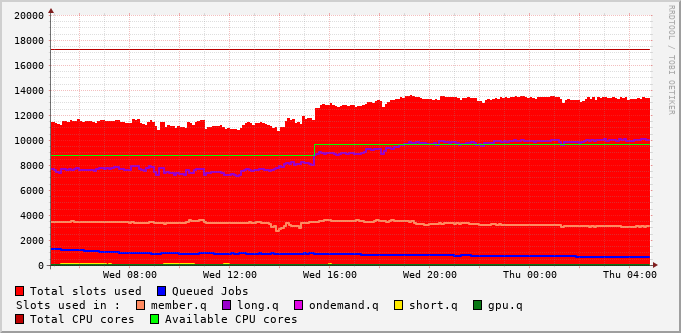 20000
18000
16000
14000
12000
10000
8000
6000
4000
2000
0
Wed 08:00 Wed 12:00 Wed 16:00 Wed 20:00 Thu 00:00 Thu 04:00
RRDTOOL / TOBI OETIKER
Total slots used Queued Jobs
Slots used in : member.q long.q ondemand.q short.q gpu.q
Total CPU cores Available CPU cores